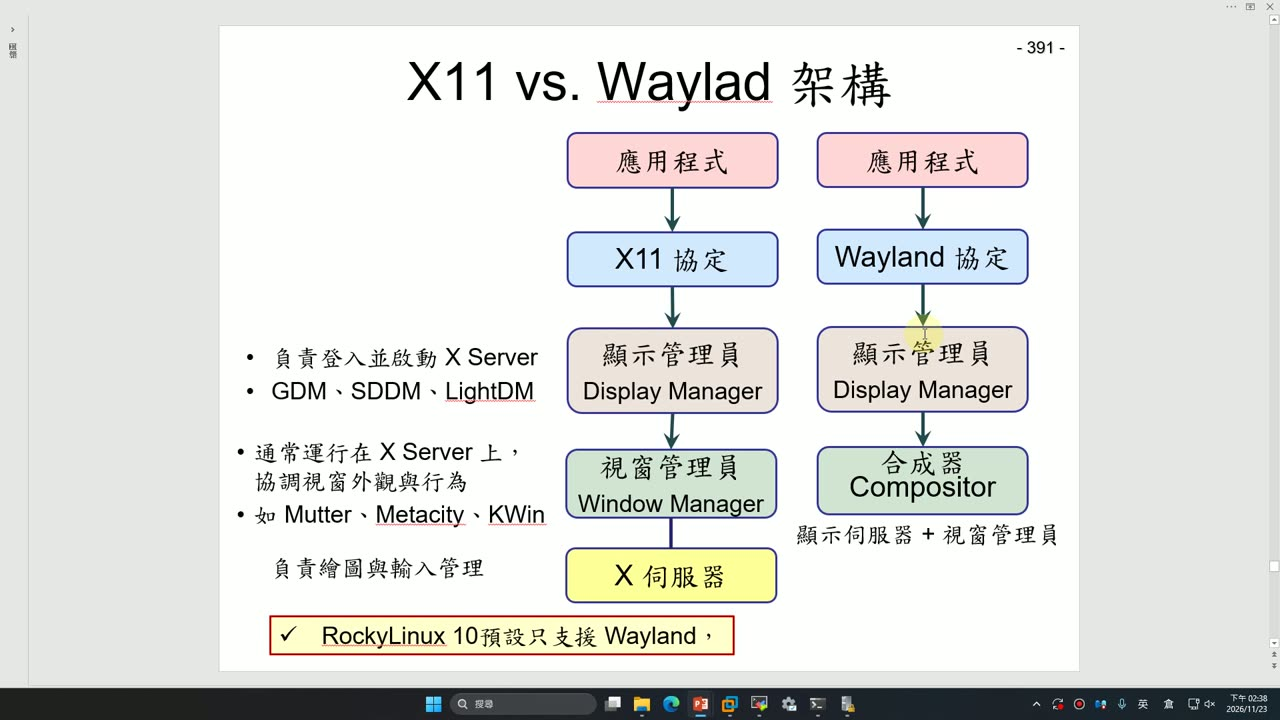 - 391 -
X11 vs. Waylad 架構
應用程式
應用程式
X11 協定
Wayland 協定
• 負責登入並啟動 X Server
• GDM、SDDM、LightDM
顯示管理員
Display Manager
顯示管理員
Display Manager
• 通常運行在 X Server 上，
協調視窗外觀與行為
• 如 Mutter、Metacity、KWin
視窗管理員
Window Manager
合成器
Compositor
顯示伺服器 + 視窗管理員
負責繪圖與輸入管理
X 伺服器
✓ RockyLinux 10預設只支援 Wayland，
搜尋
英
下午 02:38
2026/11/23